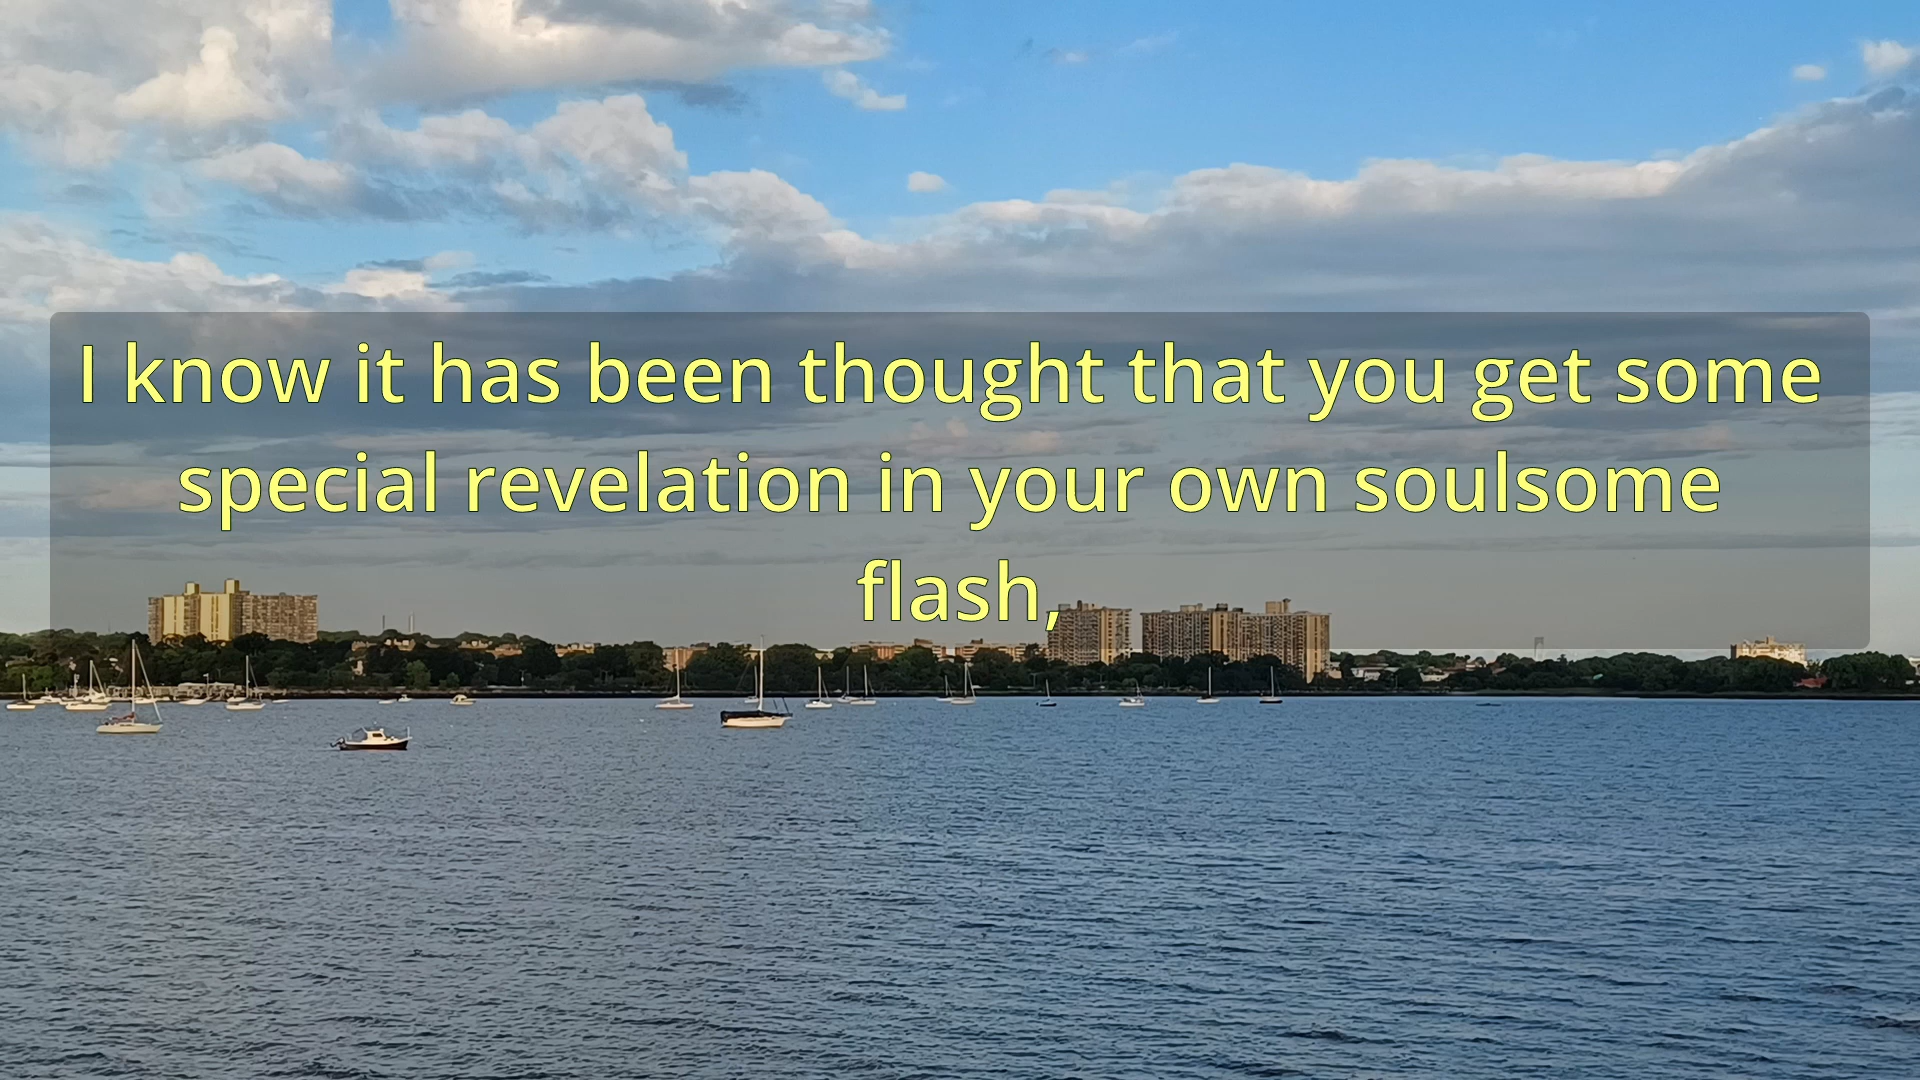 I know it has been thought that you get some
special revelation in your own soulsome
flash,